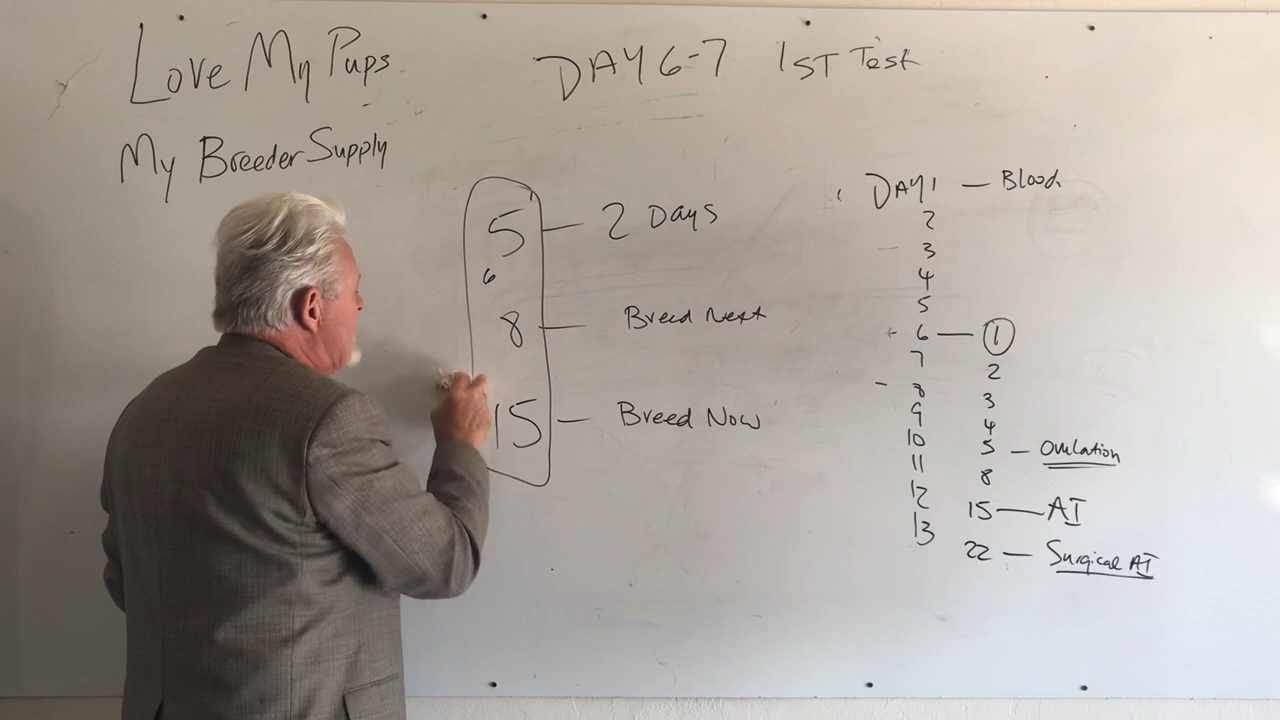 Love My Pups
My Breeder Supply
DAY 6-7 1ST Test
5 — 2 Days
6
8 — Breed Next
15 — Breed Now
DAY 1 — Blood
2
3
4
5
6 — 1
7 2
8 3
9 4
10 5 — Ovulation
11 8
12 15 — AI
13 22 — Surgical AI